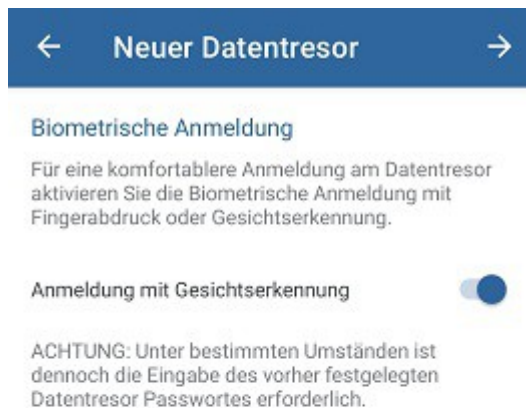 Neuer Datentresor
Biometrische Anmeldung
Für eine komfortablere Anmeldung am Datentresor
aktivieren Sie die Biometrische Anmeldung mit
Fingerabdruck oder Gesichtserkennung.
Anmeldung mit Gesichtserkennung
ACHTUNG: Unter bestimmten Umständen ist
dennoch die Eingabe des vorher festgelegten
Datentresor Passwortes erforderlich.